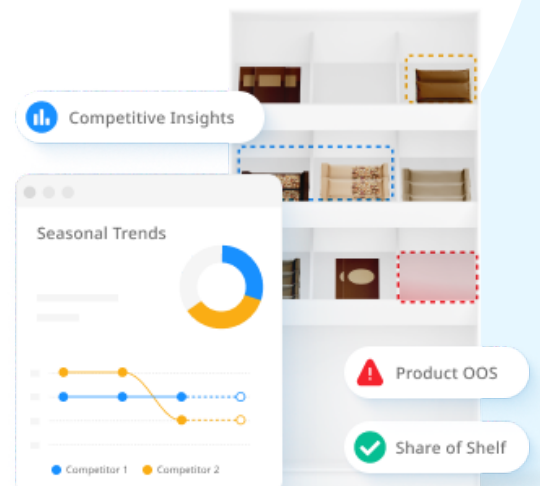 Competitive Insights
Seasonal Trends
Competitor 1
Competitor 2
Product OOS
Share of Shelf